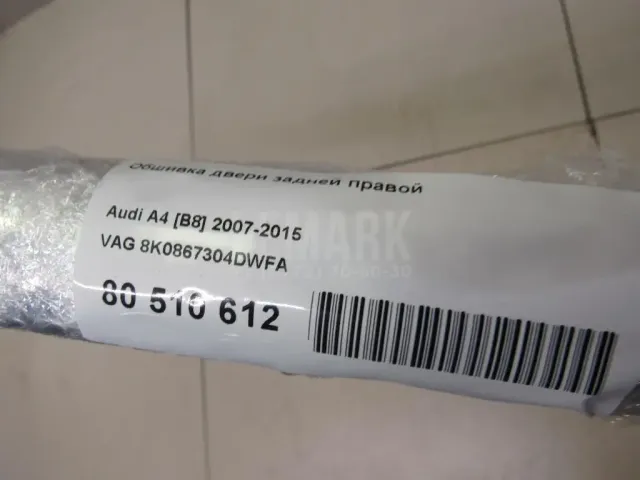 Обшивка двери задней правой
Audi A4 [B8] 2007-2015
VAG 8K0867304DWFA
80 510 612